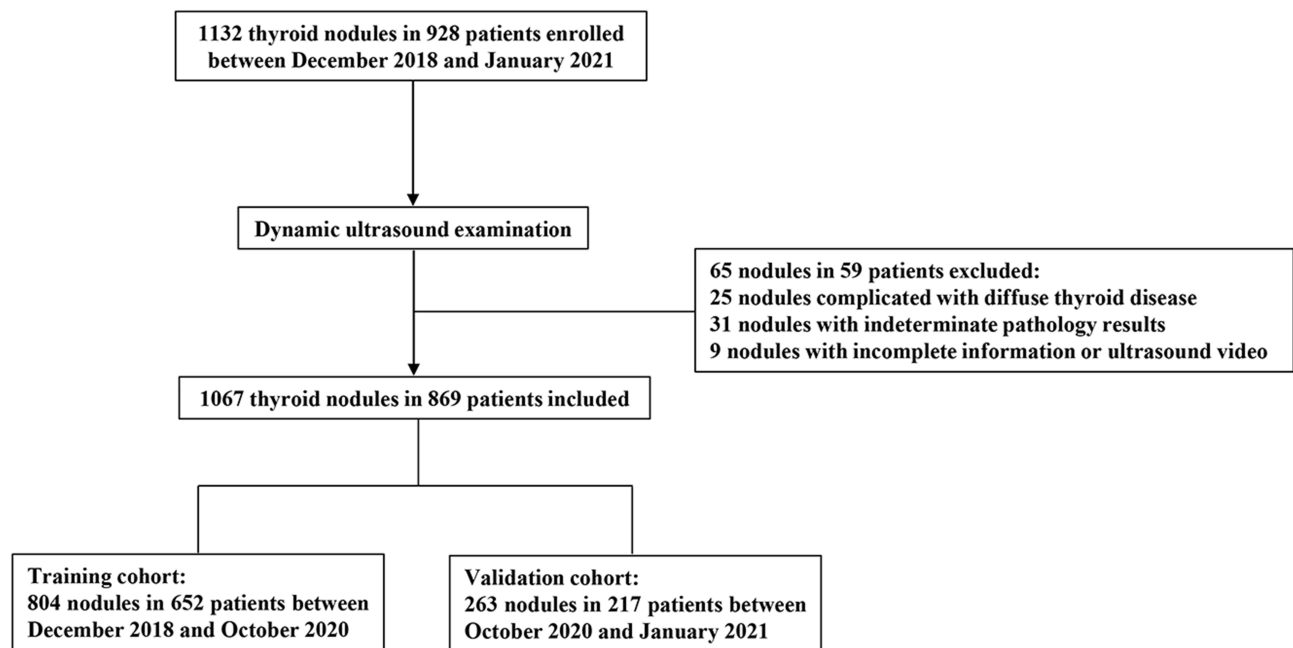 1132 thyroid nodules in 928 patients enrolled
between December 2018 and January 2021
Dynamic ultrasound examination
65 nodules in 59 patients excluded:
25 nodules complicated with diffuse thyroid disease
31 nodules with indeterminate pathology results
9 nodules with incomplete information or ultrasound video
1067 thyroid nodules in 869 patients included
Training cohort:
804 nodules in 652 patients between
December 2018 and October 2020
Validation cohort:
263 nodules in 217 patients between
October 2020 and January 2021